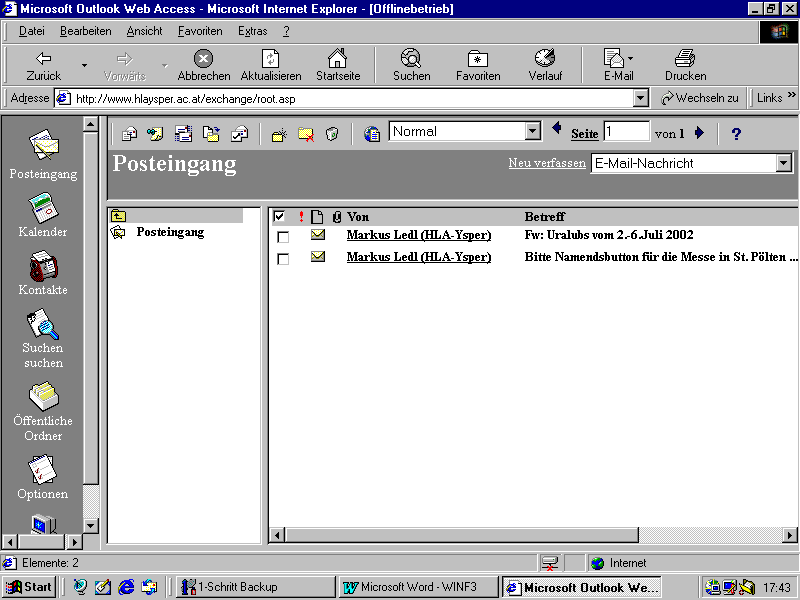 Microsoft Outlook Web Access - Microsoft Internet Explorer - [Offlinebetrieb]
Datei Bearbeiten Ansicht Favoriten Extras ?
Zurück Vorwärts Abbrechen Aktualisieren Startseite Suchen Favoriten Verlauf E-Mail Drucken
Adresse http://www.hlaysper.ac.at/exchange/root.asp Wechseln zu Links »
Normal Seite 1 von 1 ?
Posteingang
Neu verfassen E-Mail-Nachricht
Posteingang
Kalender
Kontakte
Suchen
suchen
Öffentliche
Ordner
Optionen
Posteingang
! Von Betreff
Markus Ledl (HLA-Ysper) Fw: Uralubs vom 2.-6.Juli 2002
Markus Ledl (HLA-Ysper) Bitte Namendsbutton für die Messe in St. Pölten ...
Elemente: 2 Internet
Start 1-Schritt Backup Microsoft Word - WINF3 Microsoft Outlook We... 17:43